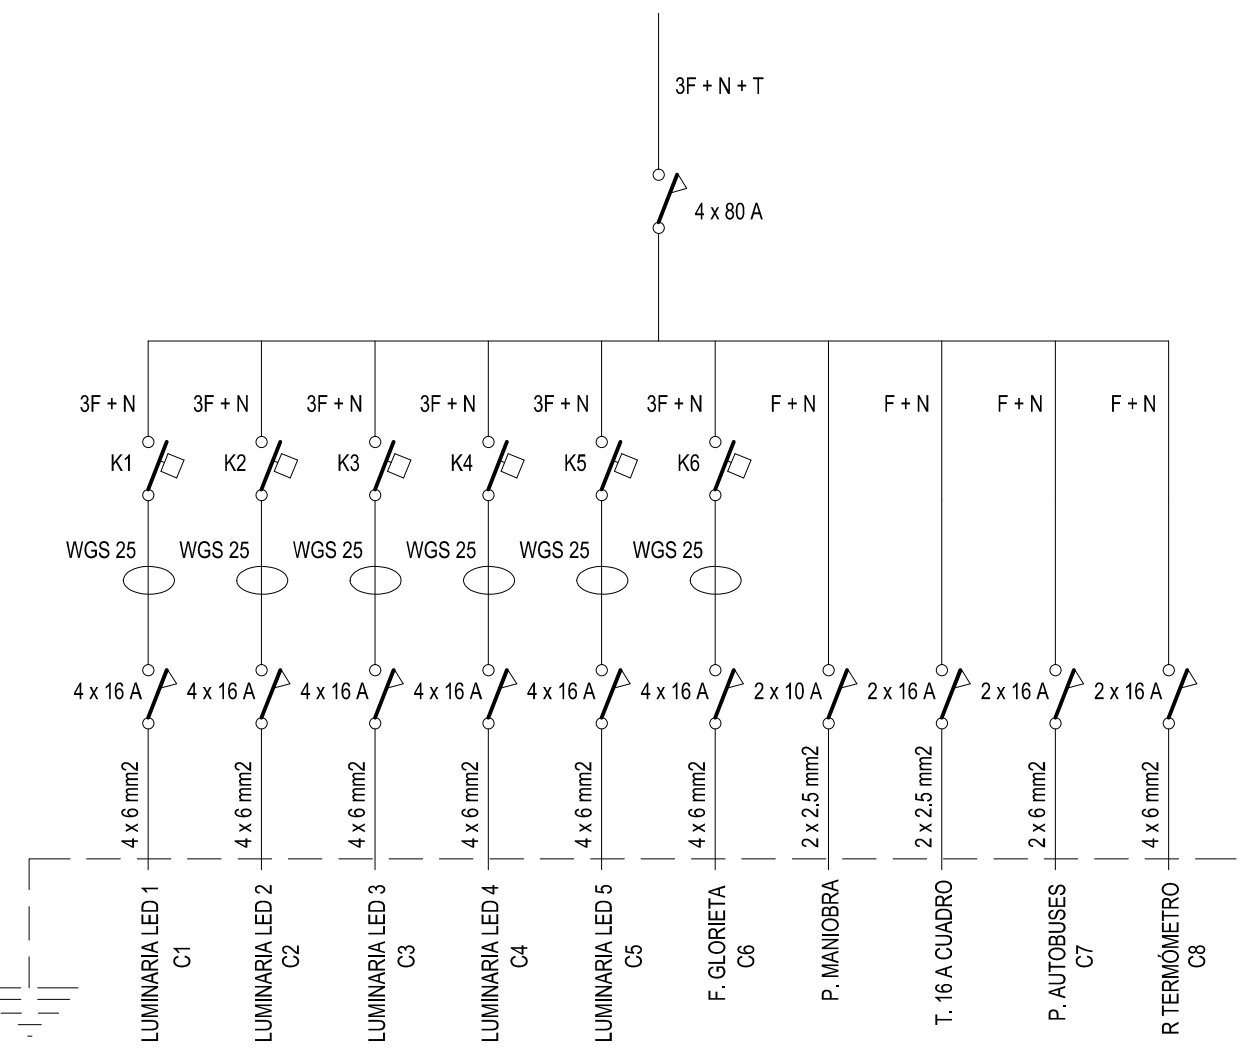 3F + N + T
4 x 80 A
3F + N
3F + N
3F + N
3F + N
3F + N
3F + N
F + N
F + N
F + N
F + N
K1
K2
K3
K4
K5
K6
WGS 25
WGS 25
WGS 25
WGS 25
WGS 25
WGS 25
4 x 16 A
4 x 16 A
4 x 16 A
4 x 16 A
4 x 16 A
4 x 16 A
2 x 10 A
2 x 16 A
2 x 16 A
2 x 16 A
4 x 6 mm2
4 x 6 mm2
4 x 6 mm2
4 x 6 mm2
4 x 6 mm2
4 x 6 mm2
2 x 2.5 mm2
2 x 2.5 mm2
2 x 6 mm2
4 x 6 mm2
LUMINARIA LED 1
C1
LUMINARIA LED 2
C2
LUMINARIA LED 3
C3
LUMINARIA LED 4
C4
LUMINARIA LED 5
C5
F. GLORIETA
C6
P. MANIOBRA
T. 16 A CUADRO
P. AUTOBUSES
C7
R TERMÓMETRO
C8